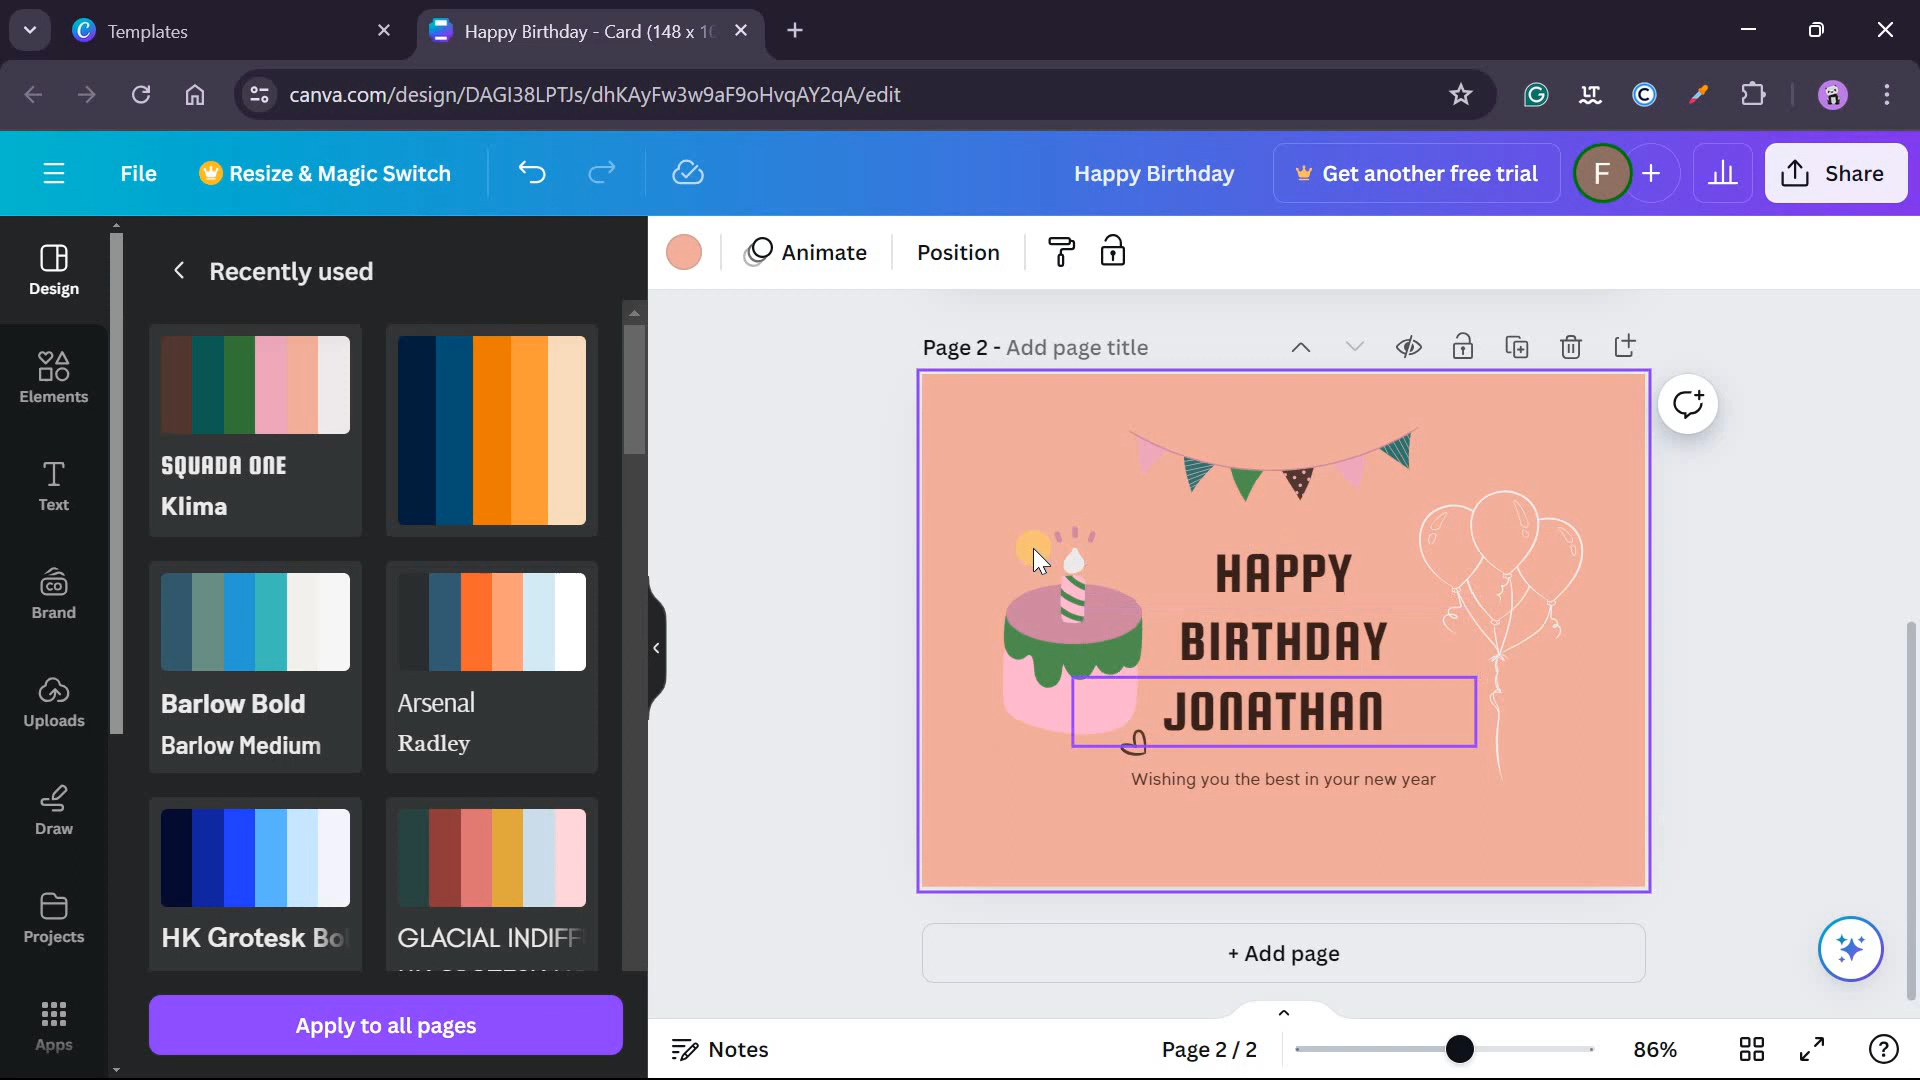 Templates
Happy Birthday - Card (148 x 10
canva.com/design/DAGI38LPTJs/dhKAyFw3w9aF9oHvqAY2qA/edit
File
Resize & Magic Switch
Happy Birthday
Get another free trial
F
Share
Design
Elements
Text
Brand
Uploads
Draw
Projects
Apps
Recently used
SQUADA ONE
Klima
Barlow Bold
Barlow Medium
Arsenal
Radley
HK Grotesk Bol
GLACIAL INDIFF
Apply to all pages
Animate
Position
Page 2 - Add page title
HAPPY
BIRTHDAY
JONATHAN
Wishing you the best in your new year
+ Add page
Notes
Page 2 / 2
86%